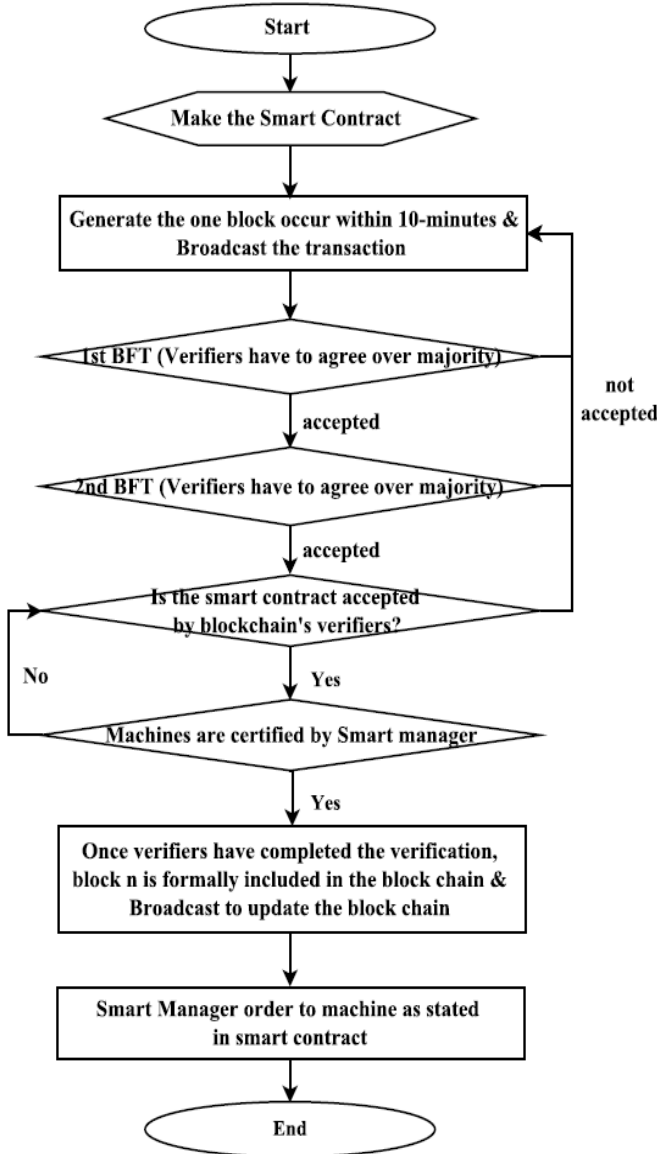 Start
Make the Smart Contract
Generate the one block occur within 10-minutes &
Broadcast the transaction
1st BFT (Verifiers have to agree over majority)
not
accepted
accepted
2nd BFT (Verifiers have to agree over majority)
accepted
Is the smart contract accepted
by blockchain's verifiers?
No
Yes
Machines are certified by Smart manager
Yes
Once verifiers have completed the verification,
block n is formally included in the block chain &
Broadcast to update the block chain
Smart Manager order to machine as stated
in smart contract
End